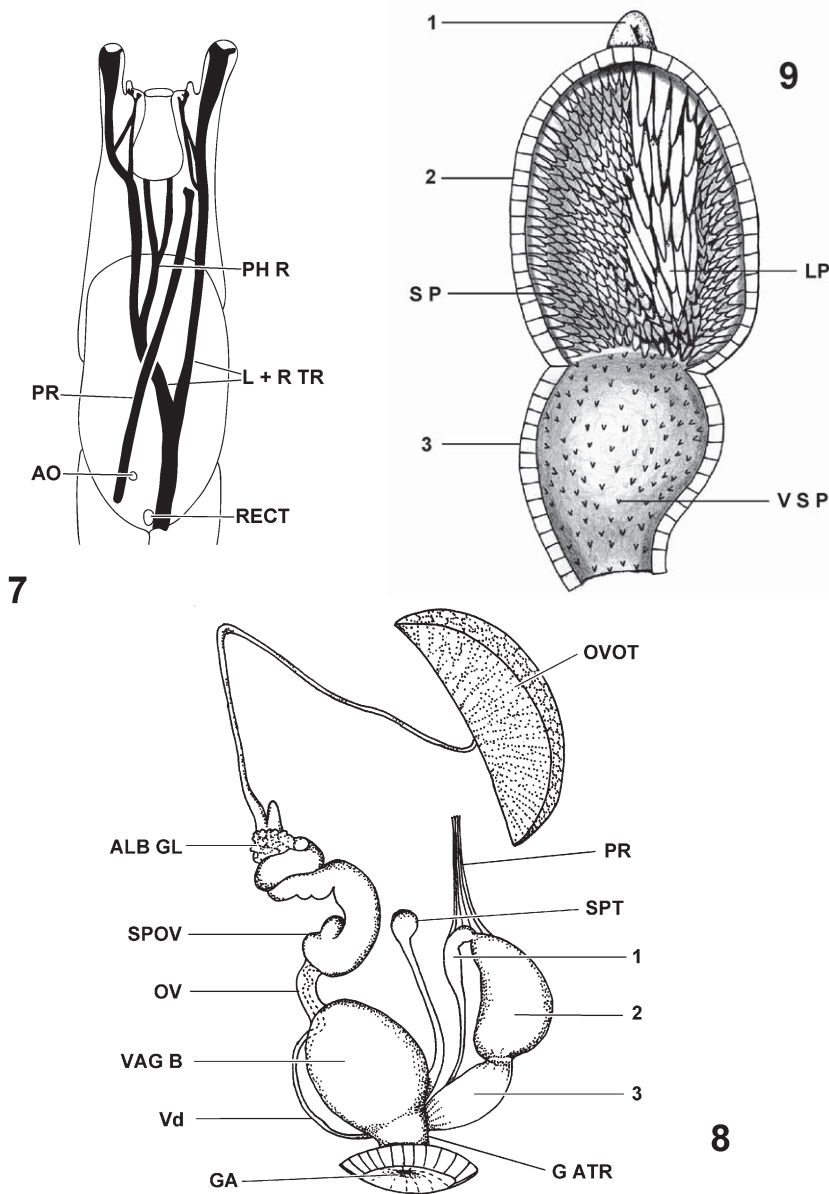 PH R
L + R TR
PR
AO
RECT
7
1
9
2
S P
LP
3
V S P
OVOT
ALB GL
PR
SPT
SPOV
1
OV
2
VAG B
3
Vd
8
GA
G ATR